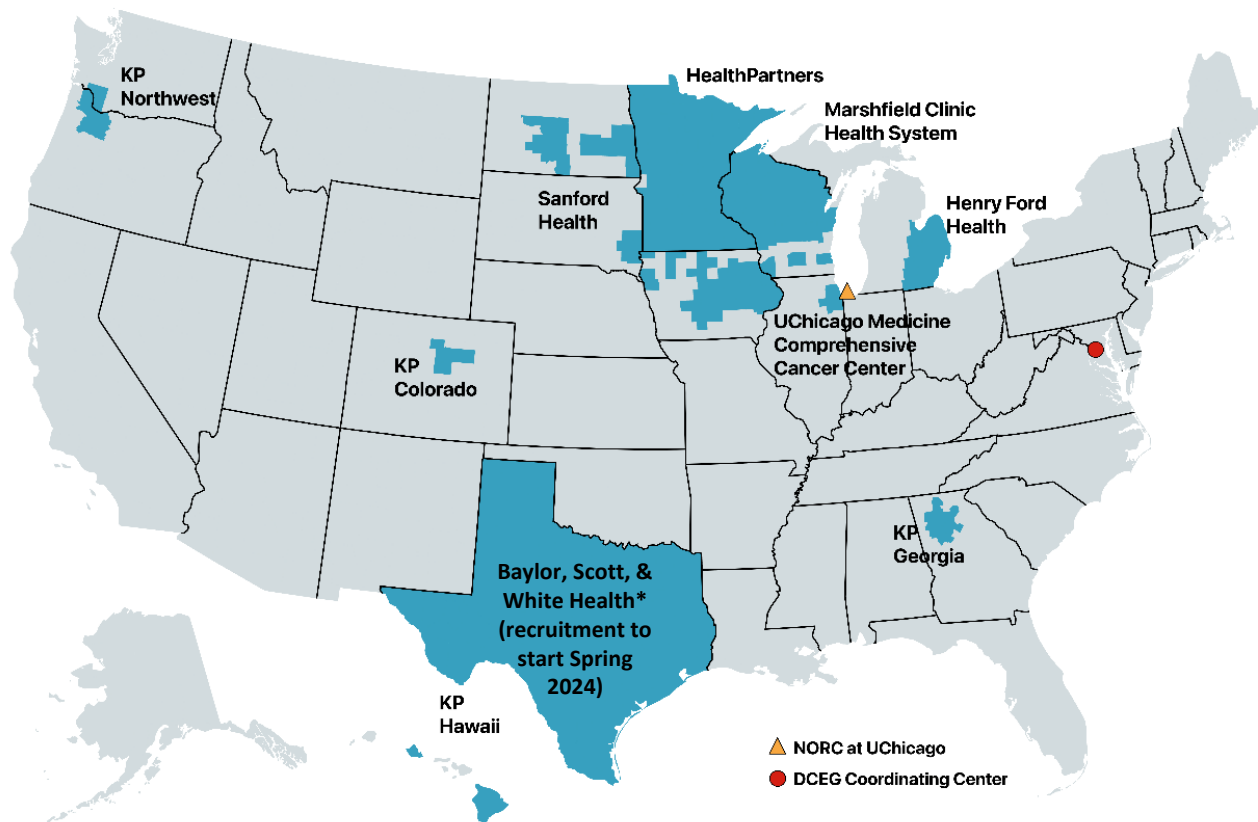 KP
Northwest
HealthPartners
Marshfield Clinic
Health System
Sanford
Health
Henry Ford
Health
UChicago Medicine
Comprehensive
Cancer Center
KP
Colorado
KP
Georgia
Baylor, Scott, &
White Health*
(recruitment to
start Spring
2024)
KP
Hawaii
NORC at UChicago
DCEG Coordinating Center